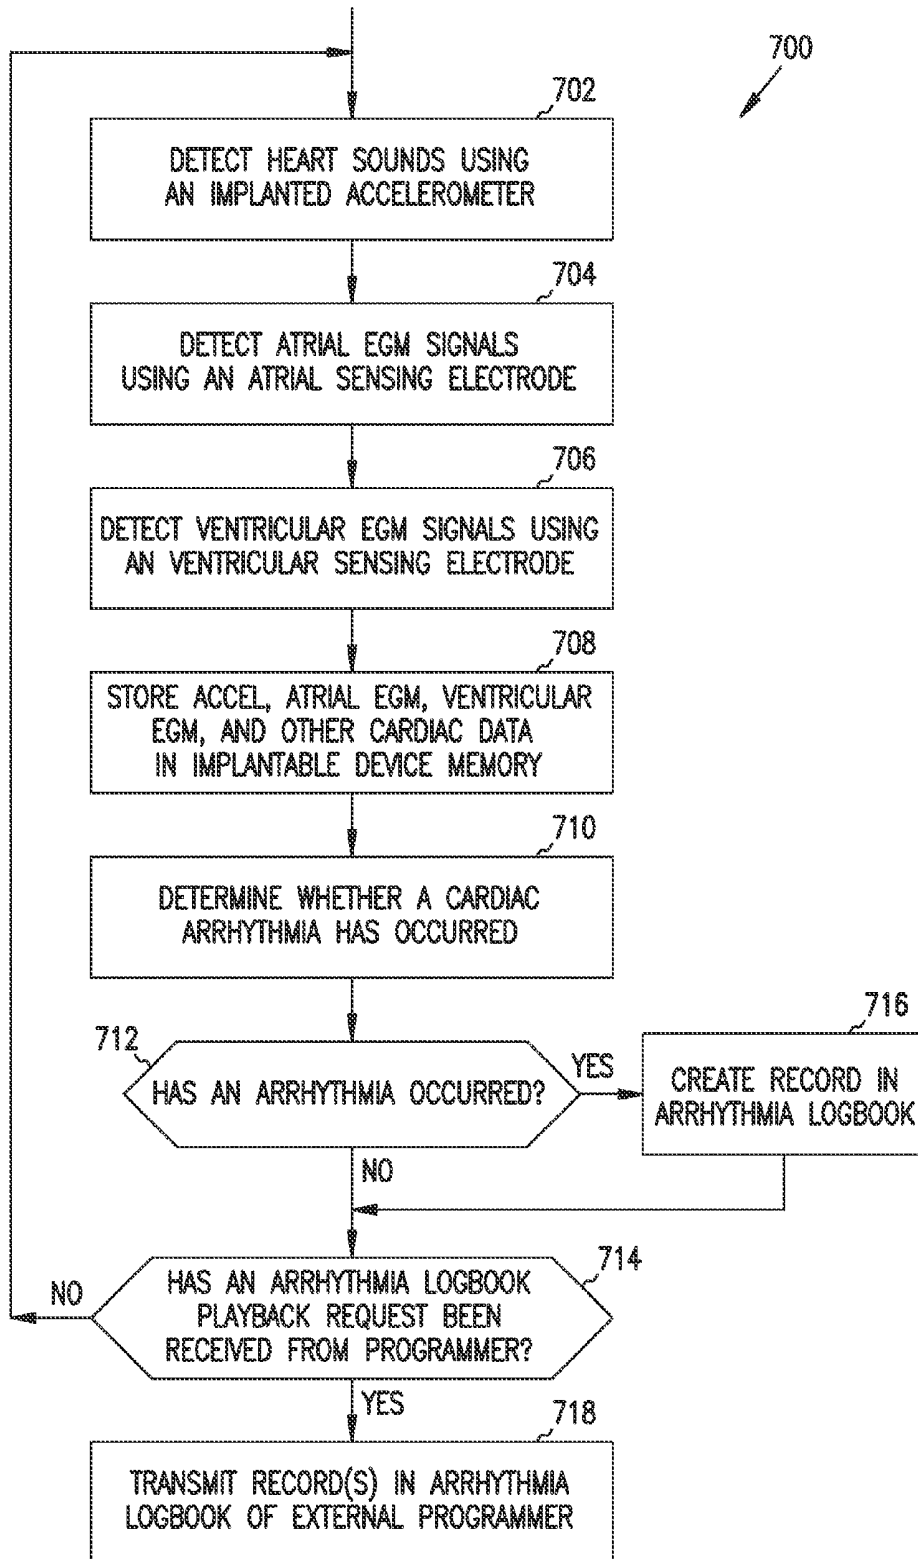 700
702
DETECT HEART SOUNDS USING
AN IMPLANTED ACCELEROMETER
704
DETECT ATRIAL EGM SIGNALS
USING AN ATRIAL SENSING ELECTRODE
706
DETECT VENTRICULAR EGM SIGNALS USING
AN VENTRICULAR SENSING ELECTRODE
708
STORE ACCEL, ATRIAL EGM, VENTRICULAR
EGM, AND OTHER CARDIAC DATA
IN IMPLANTABLE DEVICE MEMORY
710
DETERMINE WHETHER A CARDIAC
ARRHYTHMIA HAS OCCURRED
712
HAS AN ARRHYTHMIA OCCURRED?
YES
716
CREATE RECORD IN
ARRHYTHMIA LOGBOOK
NO
714
HAS AN ARRHYTHMIA LOGBOOK
PLAYBACK REQUEST BEEN
RECEIVED FROM PROGRAMMER?
NO
YES
718
TRANSMIT RECORD(S) IN ARRHYTHMIA
LOGBOOK OF EXTERNAL PROGRAMMER